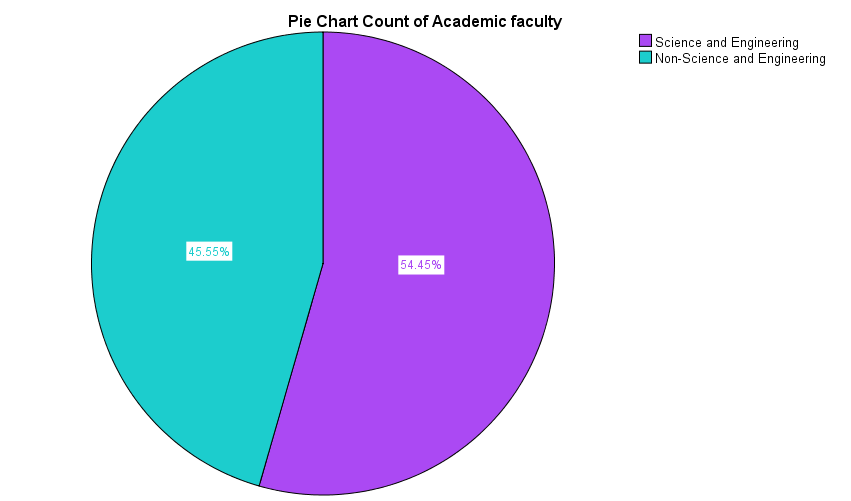 Pie Chart Count of Academic faculty
Science and Engineering
Non-Science and Engineering
45.55%
54.45%